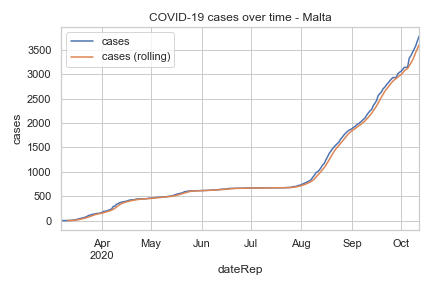 COVID-19 cases over time - Malta
cases
cases (rolling)
3500
3000
2500
2000
1500
1000
500
0
cases
Apr
2020
May
Jun
Jul
Aug
Sep
Oct
dateRep